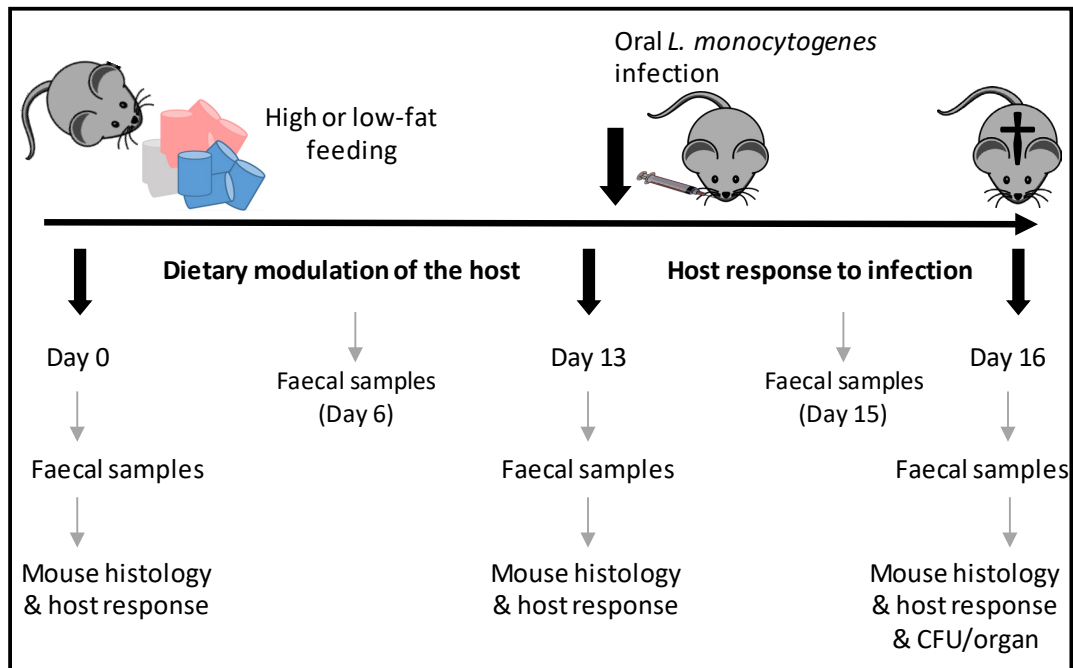 Oral L. monocytogenes
infection
High or low-fat
feeding
Dietary modulation of the host
Host response to infection
Day 0
Faecal samples
(Day 6)
Day 13
Faecal samples
(Day 15)
Day 16
Faecal samples
Faecal samples
Faecal samples
Mouse histology
& host response
Mouse histology
& host response
Mouse histology
& host response
& CFU/organ